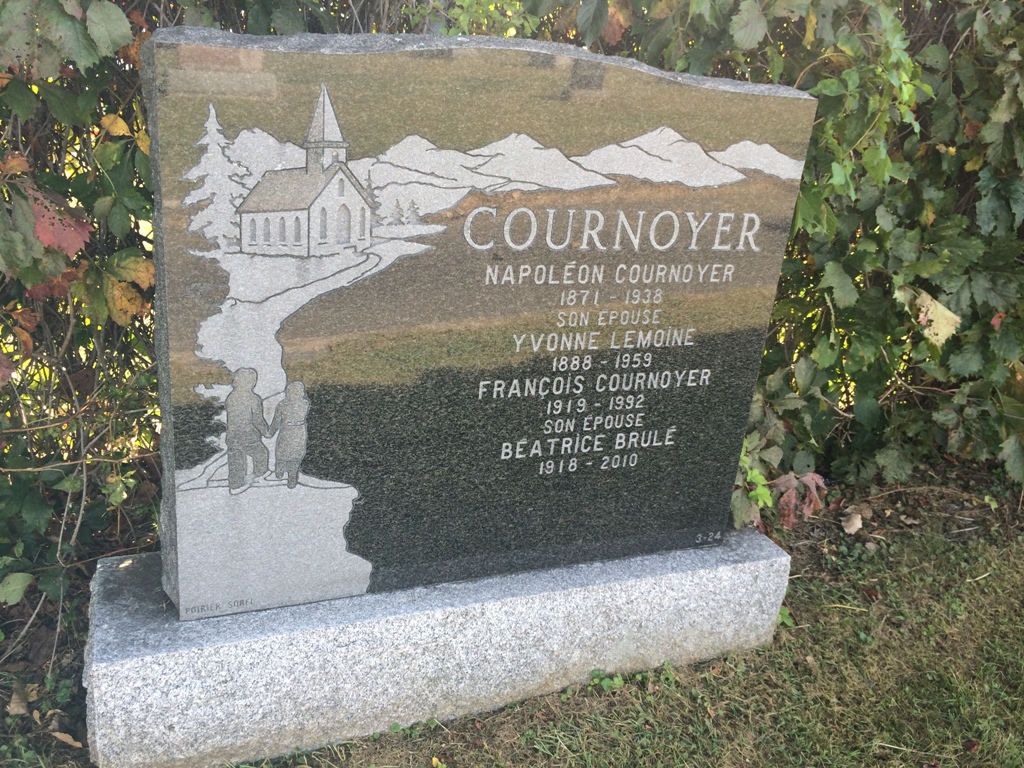 COURNOYER
NAPOLÉON COURNOYER
1871 - 1938
SON ÉPOUSE
YVONNE LEMOINE
1888 - 1959
FRANÇOIS COURNOYER
1919 - 1992
SON ÉPOUSE
BÉATRICE BRULÉ
1918 - 2010
3-24
POIRIER SOREL